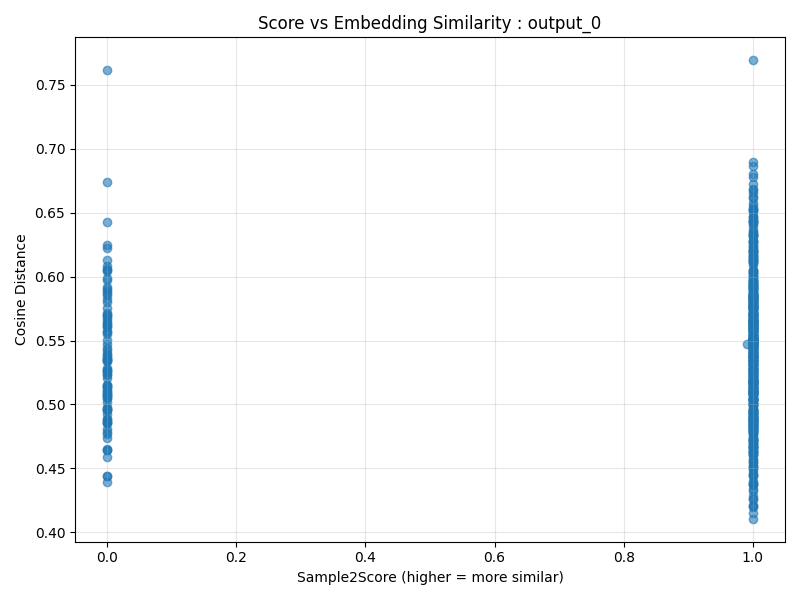 Score vs Embedding Similarity : output_0
Cosine Distance
0.75
0.70
0.65
0.60
0.55
0.50
0.45
0.40
0.0 0.2 0.4 0.6 0.8 1.0
Sample2Score (higher = more similar)